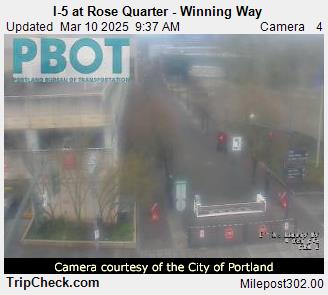 I-5 at Rose Quarter - Winning Way
Updated Mar 10 2025 9:37 AM Camera 4
PBOT
PORTLAND BUREAU OF TRANSPORTATION
Camera courtesy of the City of Portland
TripCheck.com Milepost302.00